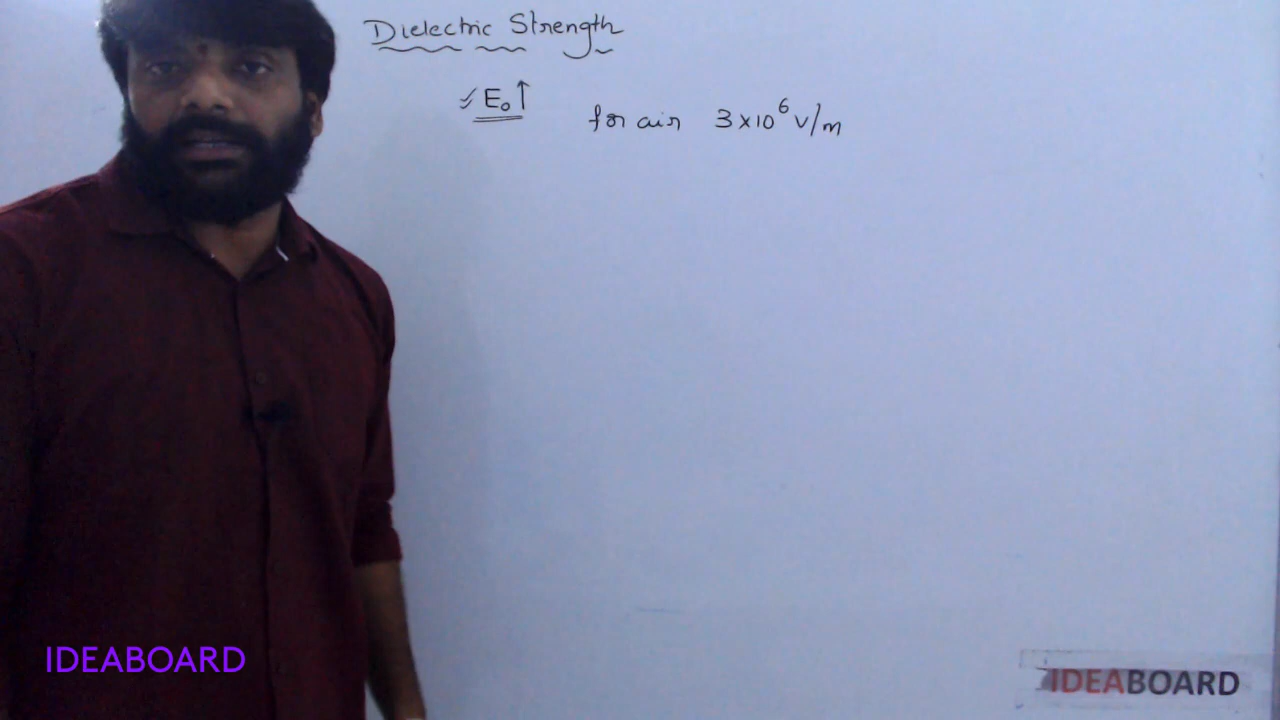 Dielectric Strength
E₀↑
for air 3×10⁶ V/m
IDEABOARD
IDEABOARD